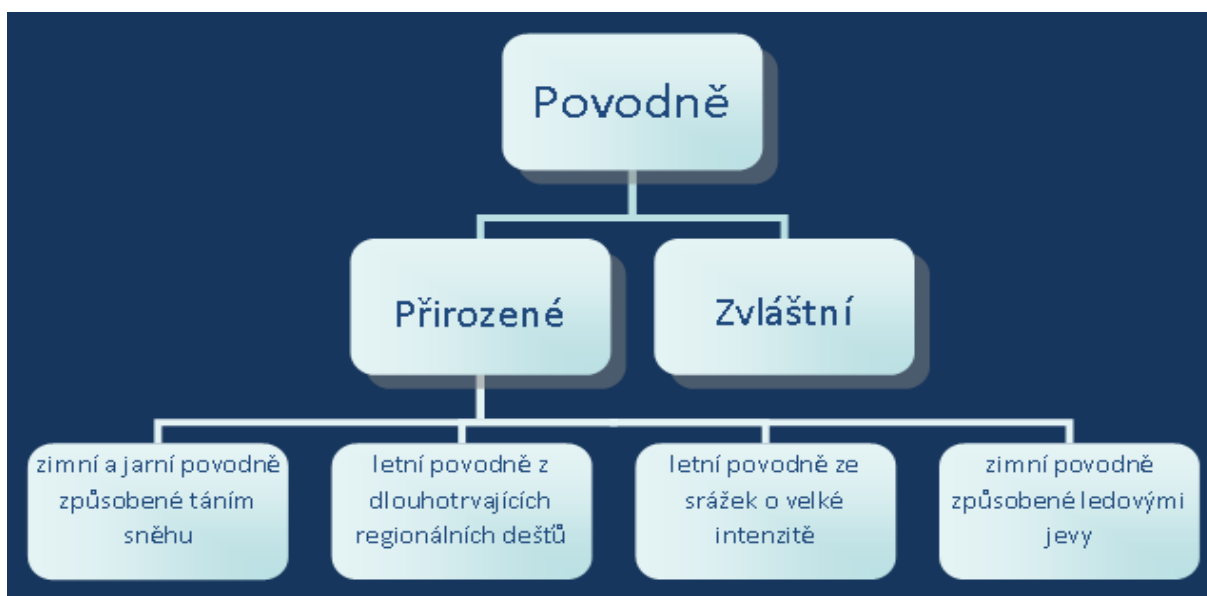 Povodně
Přirozené
Zvláštní
zimní a jarní povodně
způsobené táním
sněhu
letní povodně z
dlouhotrvajících
regionálních dešťů
letní povodně ze
srážek o velké
intenzitě
zimní povodně
způsobené ledovými
jevy